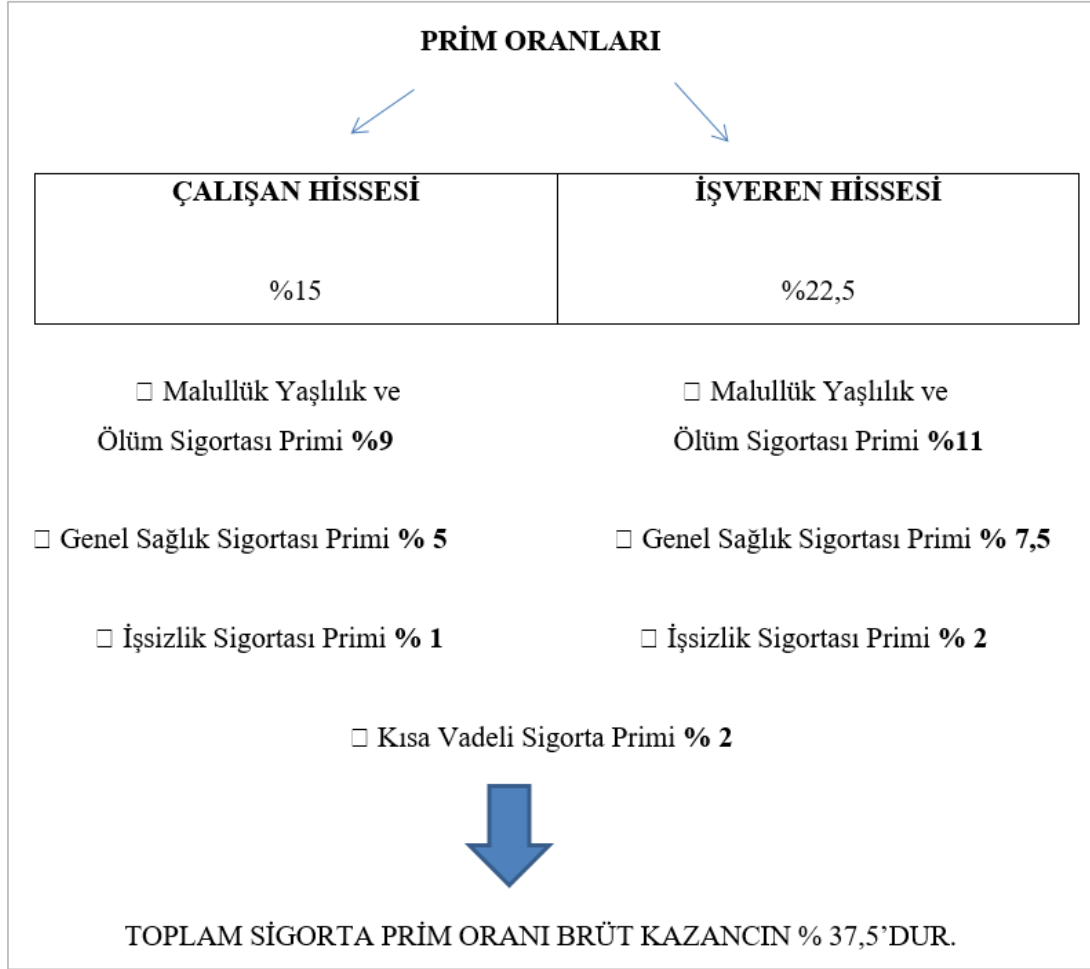 PRİM ORANLARI
ÇALIŞAN HİSSESİ
%15
İŞVEREN HİSSESİ
%22,5
□ Malullük Yaşlılık ve
Ölüm Sigortası Primi %9
□ Malullük Yaşlılık ve
Ölüm Sigortası Primi %11
□ Genel Sağlık Sigortası Primi % 5
□ Genel Sağlık Sigortası Primi % 7,5
□ İşsizlik Sigortası Primi % 1
□ İşsizlik Sigortası Primi % 2
□ Kısa Vadeli Sigorta Primi % 2
TOPLAM SİGORTA PRİM ORANI BRÜT KAZANCIN % 37,5’DUR.